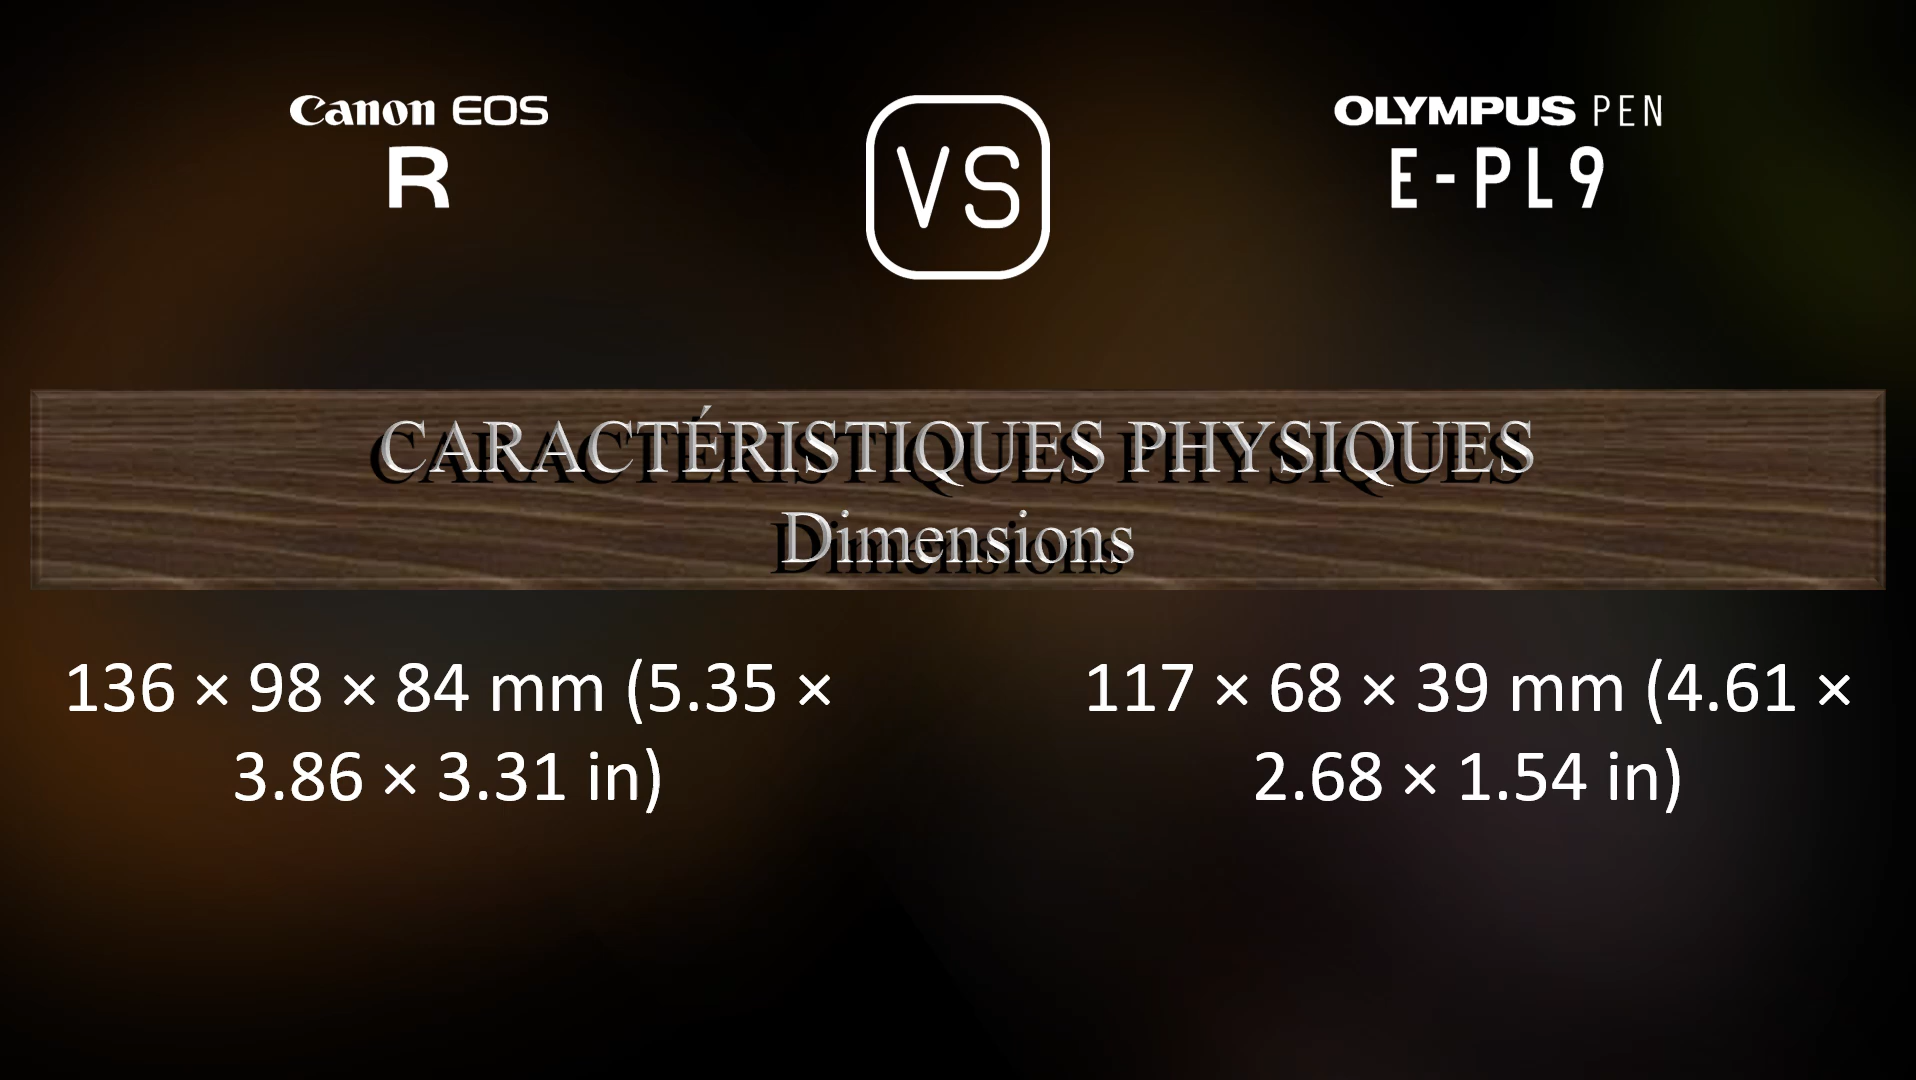 Canon EOS
R
VS
OLYMPUS PEN
E-PL9
CARACTÉRISTIQUES PHYSIQUES
Dimensions
136 × 98 × 84 mm (5.35 ×
3.86 × 3.31 in)
117 × 68 × 39 mm (4.61 ×
2.68 × 1.54 in)